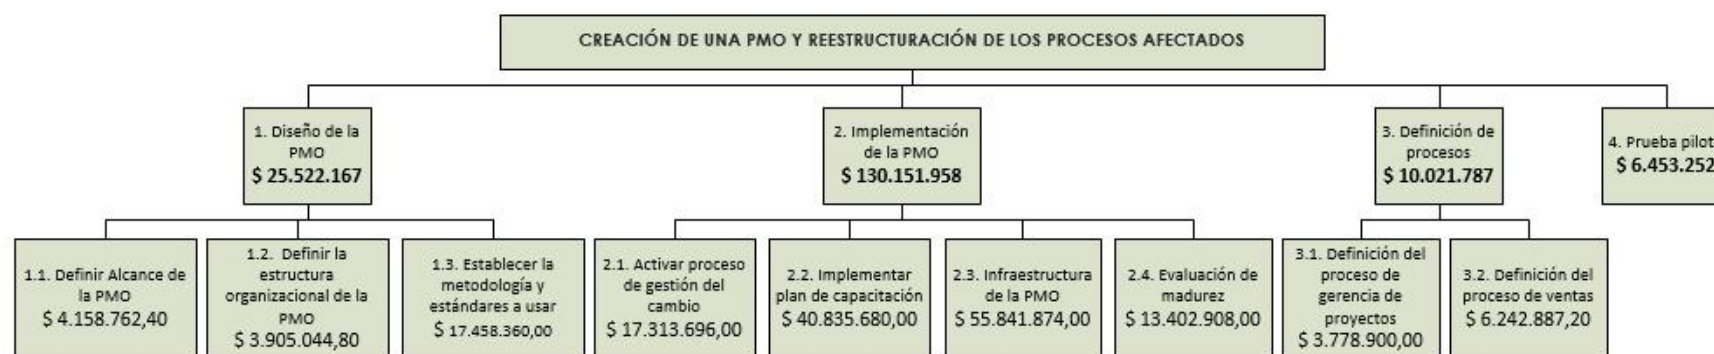 CREACIÓN DE UNA PMO Y REESTRUCTURACIÓN DE LOS PROCESOS AFECTADOS
1. Diseño de la
PMO
$ 25.522.167
2. Implementación
de la PMO
$ 130.151.958
3. Definición de
procesos
$ 10.021.787
4. Prueba pilot
$ 6.453.252
1.1. Definir Alcance de
la PMO
$ 4.158.762,40
1.2. Definir la
estructura
organizacional de la
PMO
$ 3.905.044,80
1.3. Establecer la
metodología y
estándares a usar
$ 17.458.360,00
2.1. Activar proceso
de gestión del
cambio
$ 17.313.696,00
2.2. Implementar
plan de capacitación
$ 40.835.680,00
2.3. Infraestructura
de la PMO
$ 55.841.874,00
2.4. Evaluación de
madurez
$ 13.402.908,00
3.1. Definición del
proceso de
gerencia de
proyectos
$ 3.778.900,00
3.2. Definición del
proceso de ventas
$ 6.242.887,20